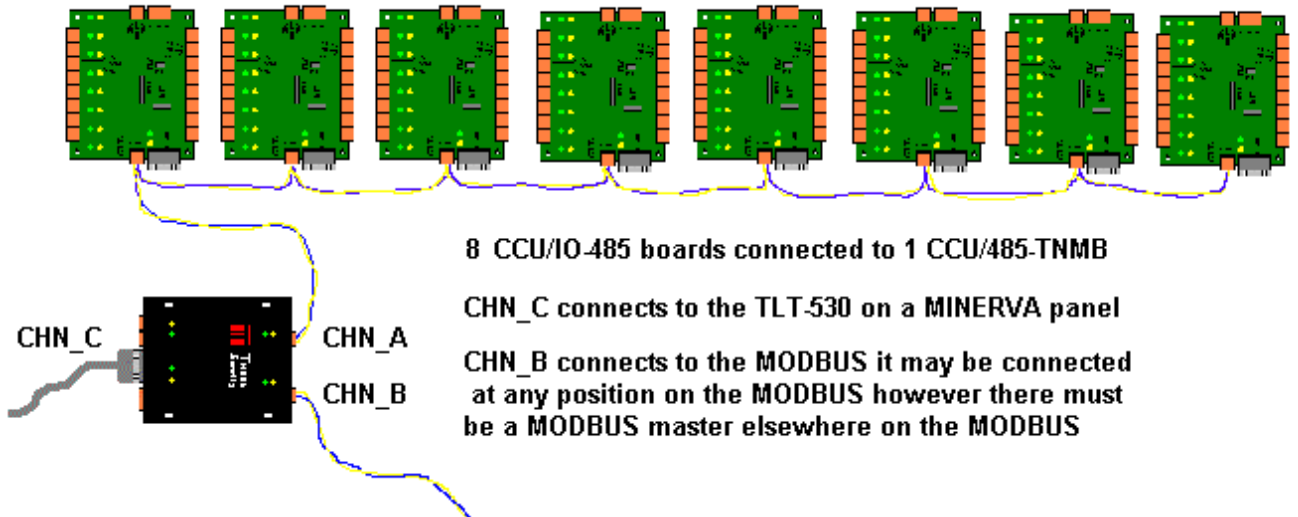 8 CCU/IO-485 boards connected to 1 CCU/485-TNMB
CHN_C connects to the TLT-530 on a MINERVA panel
CHN_C
CHN_A
CHN_B connects to the MODBUS it may be connected
at any position on the MODBUS however there must
be a MODBUS master elsewhere on the MODBUS
CHN_B